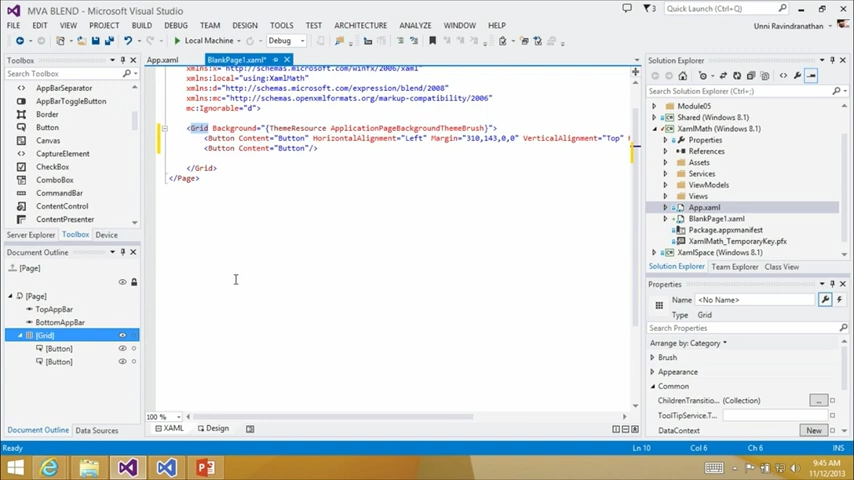 MVA BLEND - Microsoft Visual Studio
3
Quick Launch (Ctrl+Q)
FILE EDIT VIEW PROJECT BUILD DEBUG TEAM DESIGN TOOLS TEST ARCHITECTURE ANALYZE WINDOW HELP
Unni Ravindranathan
Local Machine Debug
Toolbox
Search Toolbox
AppBarSeparator
AppBarToggleButton
Border
Button
Canvas
CaptureElement
CheckBox
ComboBox
CommandBar
ContentControl
ContentPresenter
Server Explorer Toolbox Device
Document Outline
[Page]
[Page]
TopAppBar
BottomAppBar
[Grid]
[Button]
[Button]
Document Outline Data Sources
App.xaml BlankPage1.xaml*
xmlns:x="http://schemas.microsoft.com/winfx/2006/xaml"
xmlns:local="using:XamlMath"
xmlns:d="http://schemas.microsoft.com/expression/blend/2008"
xmlns:mc="http://schemas.openxmlformats.org/markup-compatibility/2006"
mc:Ignorable="d">
<Grid Background="{ThemeResource ApplicationPageBackgroundThemeBrush}">
<Button Content="Button" HorizontalAlignment="Left" Margin="310,143,0,0" VerticalAlignment="Top"
<Button Content="Button"/>
</Grid>
</Page>
100 %
XAML Design
Solution Explorer
Search Solution Explorer (Ctrl+;)
Module05
Shared (Windows 8.1)
XamlMath (Windows 8.1)
Properties
References
Assets
Services
ViewModels
Views
App.xaml
BlankPage1.xaml
Package.appxmanifest
XamlMath_TemporaryKey.pfx
XamlSpace (Windows 8.1)
Solution Explorer Team Explorer Class View
Properties
Name <No Name>
Type Grid
Search Properties
Arrange by: Category
Brush
Appearance
Common
ChildrenTransitio... (Collection) ...
ToolTipService.T...
DataContext New
Ready Ln 10 Col 6 Ch 6 INS
9:45 AM
11/12/2013